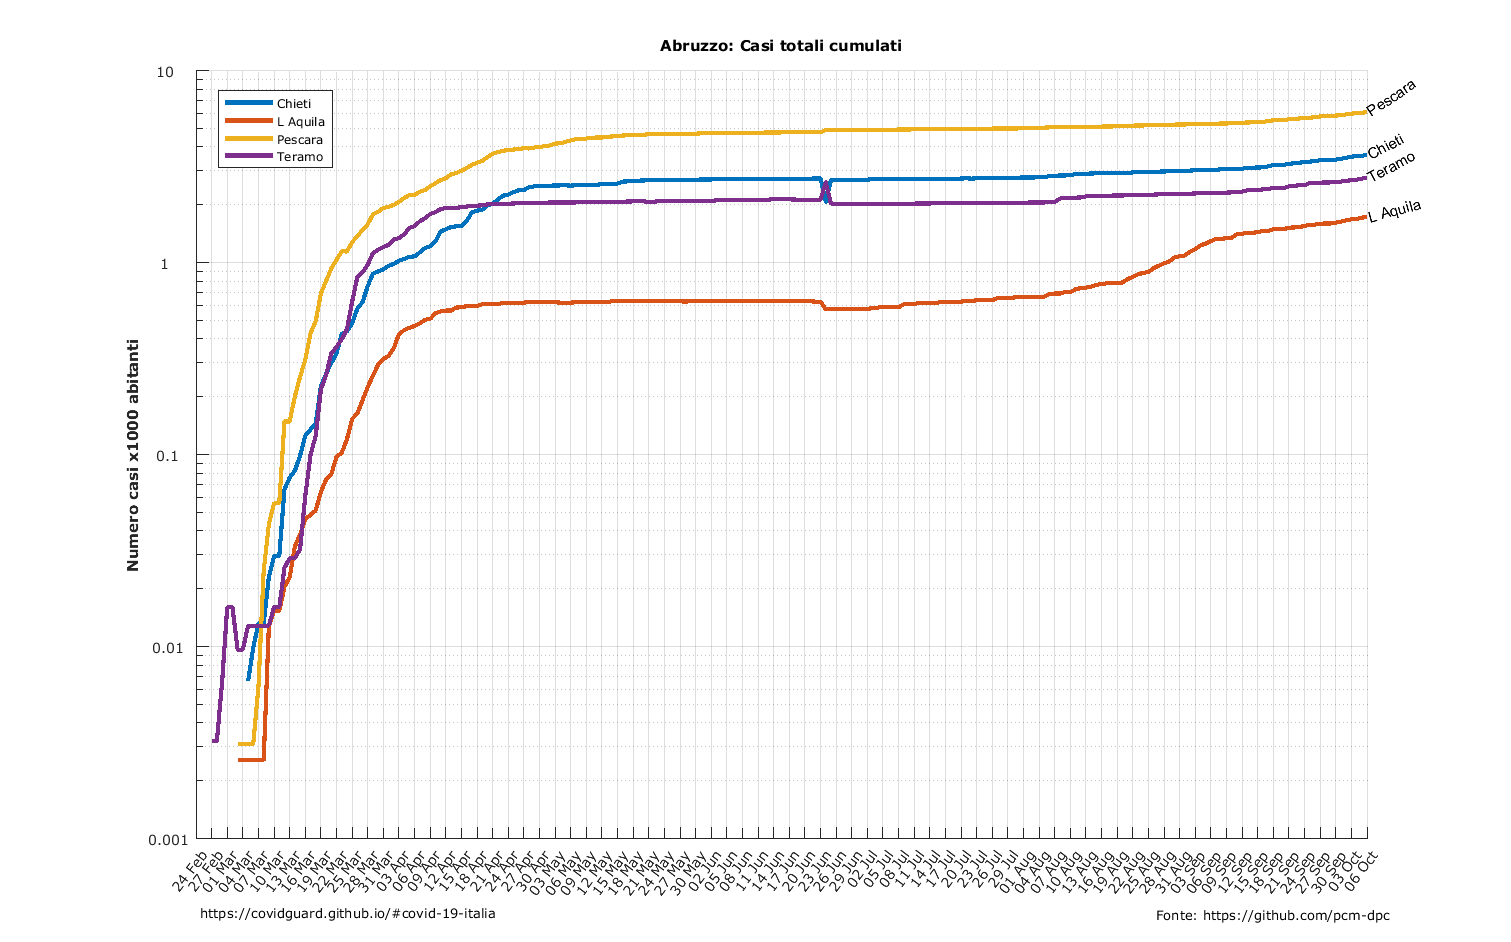 Abruzzo: Casi totali cumulati
10
1
0.1
0.01
0.001
Numero casi x1000 abitanti
Chieti
L Aquila
Pescara
Teramo
Pescara
Chieti
Teramo
L Aquila
24 Feb
27 Feb
01 Mar
04 Mar
07 Mar
10 Mar
13 Mar
16 Mar
19 Mar
22 Mar
25 Mar
28 Mar
31 Mar
03 Apr
06 Apr
09 Apr
12 Apr
15 Apr
18 Apr
21 Apr
24 Apr
27 Apr
30 Apr
03 May
06 May
09 May
12 May
15 May
18 May
21 May
24 May
27 May
30 May
02 Jun
05 Jun
08 Jun
11 Jun
14 Jun
17 Jun
20 Jun
23 Jun
26 Jun
29 Jun
02 Jul
05 Jul
08 Jul
11 Jul
14 Jul
17 Jul
20 Jul
23 Jul
26 Jul
29 Jul
01 Aug
04 Aug
07 Aug
10 Aug
13 Aug
16 Aug
19 Aug
22 Aug
25 Aug
28 Aug
31 Aug
03 Sep
06 Sep
09 Sep
12 Sep
15 Sep
18 Sep
21 Sep
24 Sep
27 Sep
30 Sep
03 Oct
06 Oct
https://covidguard.github.io/#covid-19-italia
Fonte: https://github.com/pcm-dpc